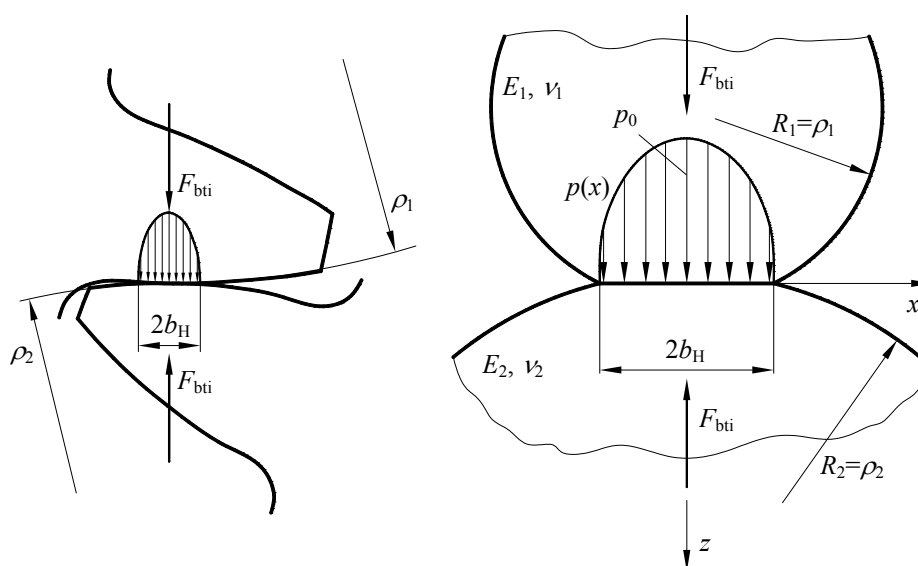 F_bti
ρ₁
2b_H
ρ₂
F_bti
E₁, ν₁
F_bti
p₀
R₁=ρ₁
p(x)
x
2b_H
E₂, ν₂
F_bti
R₂=ρ₂
z